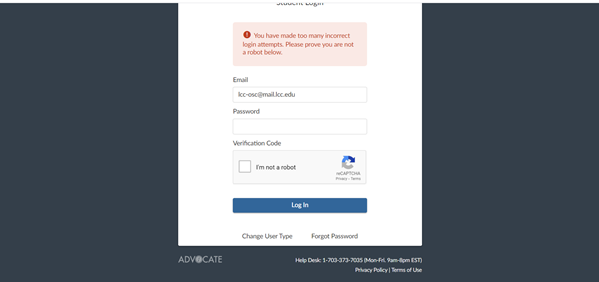 Student Login
You have made too many incorrect
login attempts. Please prove you are not
a robot below.
Email
lcc-osc@mail.lcc.edu
Password
Verification Code
I'm not a robot
reCAPTCHA
Privacy - Terms
Log In
Change User Type Forgot Password
ADVOCATE
Help Desk: 1-703-373-7035 (Mon-Fri. 9am-8pm EST)
Privacy Policy | Terms of Use